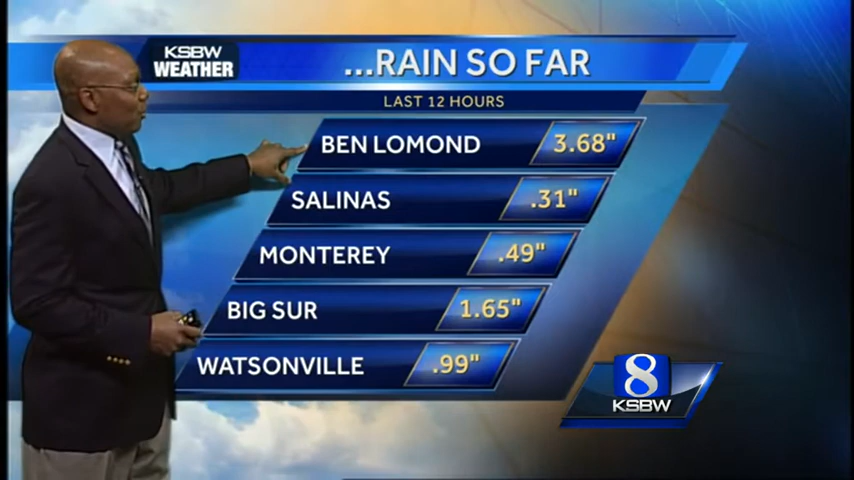 KSBW
WEATHER
...RAIN SO FAR
LAST 12 HOURS
BEN LOMOND 3.68"
SALINAS .31"
MONTEREY .49"
BIG SUR 1.65"
WATSONVILLE .99"
8
KSBW